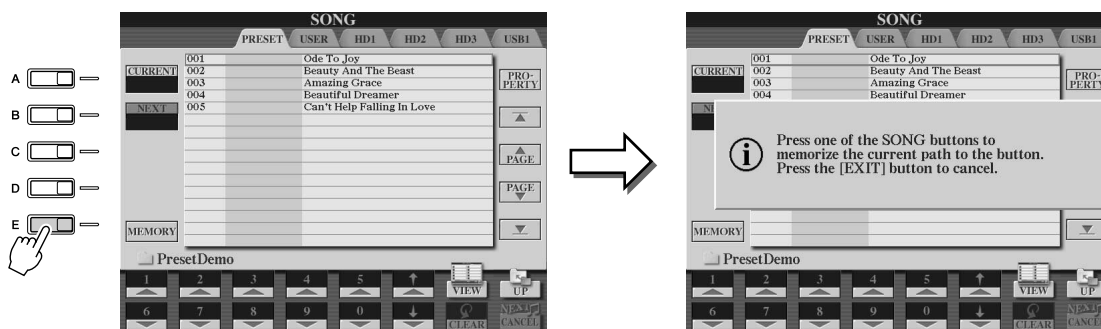 SONG
PRESET USER HD1 HD2 HD3 USB1
A
B
C
D
E
CURRENT
NEXT
MEMORY
001 Ode To Joy
002 Beauty And The Beast
003 Amazing Grace
004 Beautiful Dreamer
005 Can't Help Falling In Love
PRO-
PERTY
PAGE
PAGE
PresetDemo
1 2 3 4 5
VIEW UP
6 7 8 9 0
CLEAR NEXT
CANCEL
SONG
PRESET USER HD1 HD2 HD3 USB1
CURRENT
001 Ode To Joy
002 Beauty And The Beast
003 Amazing Grace
004 Beautiful Dreamer
PRO-
PERTY
NE
i
Press one of the SONG buttons to
memorize the current path to the button.
Press the [EXIT] button to cancel.
MEMORY
PresetDemo
1 2 3 4 5
VIEW UP
6 7 8 9 0
CLEAR NEXT
CANCE